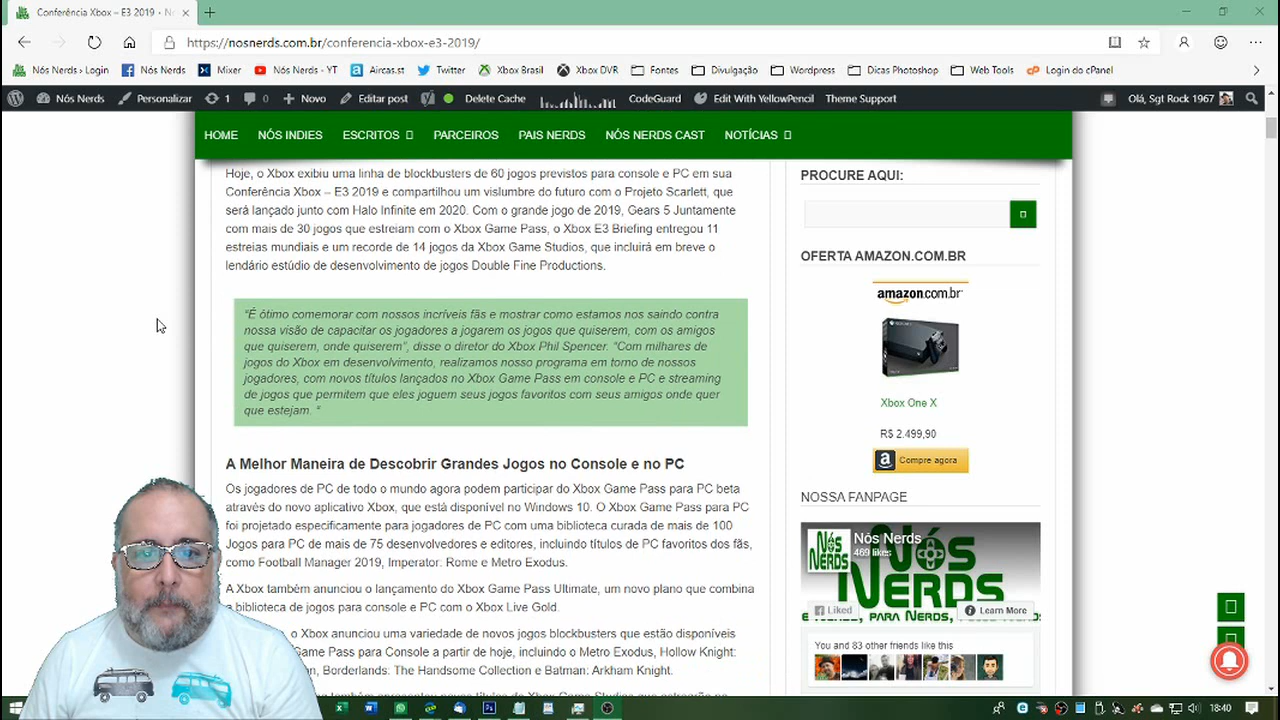 Conferência Xbox – E3 2019 • N
https://nosnerds.com.br/conferencia-xbox-e3-2019/
Nós Nerds › Login
Nós Nerds
Mixer
Nós Nerds - YT
Aircas.st
Twitter
Xbox Brasil
Xbox DVR
Fontes
Divulgação
Wordpress
Dicas Photoshop
Web Tools
Login do cPanel
Nós Nerds
Personalizar
1
0
Novo
Editar post
Delete Cache
CodeGuard
Edit With YellowPencil
Theme Support
Olá, Sgt Rock 1967
HOME
NÓS INDIES
ESCRITOS
PARCEIROS
PAIS NERDS
NÓS NERDS CAST
NOTÍCIAS
Hoje, o Xbox exibiu uma linha de blockbusters de 60 jogos previstos para console e PC em sua
Conferência Xbox – E3 2019 e compartilhou um vislumbre do futuro com o Projeto Scarlett, que
será lançado junto com Halo Infinite em 2020. Com o grande jogo de 2019, Gears 5 Juntamente
com mais de 30 jogos que estreiam com o Xbox Game Pass, o Xbox E3 Briefing entregou 11
estreias mundiais e um recorde de 14 jogos da Xbox Game Studios, que incluirá em breve o
lendário estúdio de desenvolvimento de jogos Double Fine Productions.
“É ótimo comemorar com nossos incríveis fãs e mostrar como estamos nos saindo contra
nossa visão de capacitar os jogadores a jogarem os jogos que quiserem, com os amigos
que quiserem, onde quiserem”, disse o diretor do Xbox Phil Spencer. “Com milhares de
jogos do Xbox em desenvolvimento, realizamos nosso programa em torno de nossos
jogadores, com novos títulos lançados no Xbox Game Pass em console e PC e streaming
de jogos que permitem que eles joguem seus jogos favoritos com seus amigos onde quer
que estejam. “
A Melhor Maneira de Descobrir Grandes Jogos no Console e no PC
Os jogadores de PC de todo o mundo agora podem participar do Xbox Game Pass para PC beta
através do novo aplicativo Xbox, que está disponível no Windows 10. O Xbox Game Pass para PC
foi projetado especificamente para jogadores de PC com uma biblioteca curada de mais de 100
Jogos para PC de mais de 75 desenvolvedores e editores, incluindo títulos de PC favoritos dos fãs,
como Football Manager 2019, Imperator: Rome e Metro Exodus.
A Xbox também anunciou o lançamento do Xbox Game Pass Ultimate, um novo plano que combina
a biblioteca de jogos para console e PC com o Xbox Live Gold.
o Xbox anunciou uma variedade de novos jogos blockbusters que estão disponíveis
Game Pass para Console a partir de hoje, incluindo o Metro Exodus, Hollow Knight:
Borderlands: The Handsome Collection e Batman: Arkham Knight.
PROCURE AQUI:
OFERTA AMAZON.COM.BR
amazon.com.br
Xbox One X
R$ 2.499,90
Compre agora
NOSSA FANPAGE
NÓS
NERDS
Nós Nerds
469 likes
NÓS
NERDS
Liked
Learn More
You and 83 other friends like this
18:40